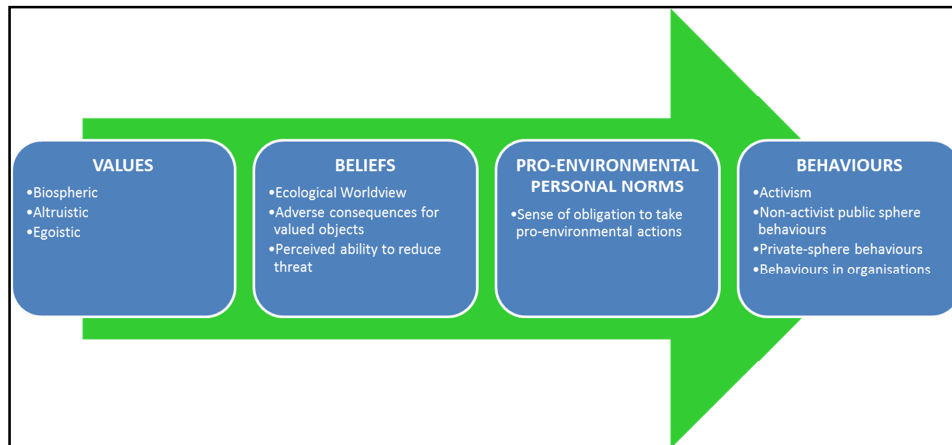 VALUES
•Biospheric
•Altruistic
•Egoistic
BELIEFS
•Ecological Worldview
•Adverse consequences for
valued objects
•Perceived ability to reduce
threat
PRO-ENVIRONMENTAL
PERSONAL NORMS
•Sense of obligation to take
pro-environmental actions
BEHAVIOURS
•Activism
•Non-activist public sphere
behaviours
•Private-sphere behaviours
•Behaviours in organisations